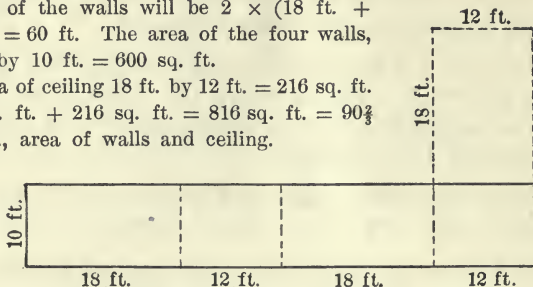 of the walls will be 2 × (18 ft. +
= 60 ft. The area of the four walls,
by 10 ft. = 600 sq. ft.
a of ceiling 18 ft. by 12 ft. = 216 sq. ft.
. ft. + 216 sq. ft. = 816 sq. ft. = 90⅔
., area of walls and ceiling.
12 ft.
18 ft.
10 ft.
18 ft.
12 ft.
18 ft.
12 ft.